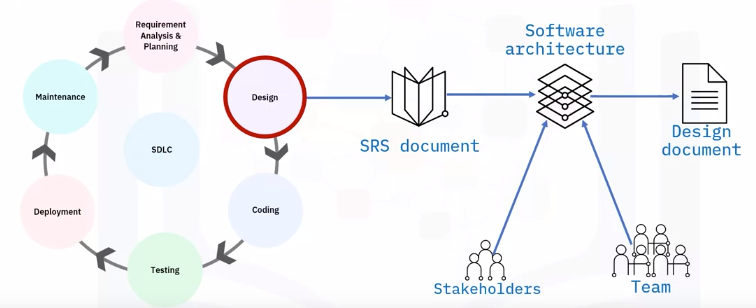 Requirement
Analysis &
Planning
Design
Coding
Testing
Deployment
Maintenance
SDLC
SRS document
Software
architecture
Design
document
Stakeholders
Team